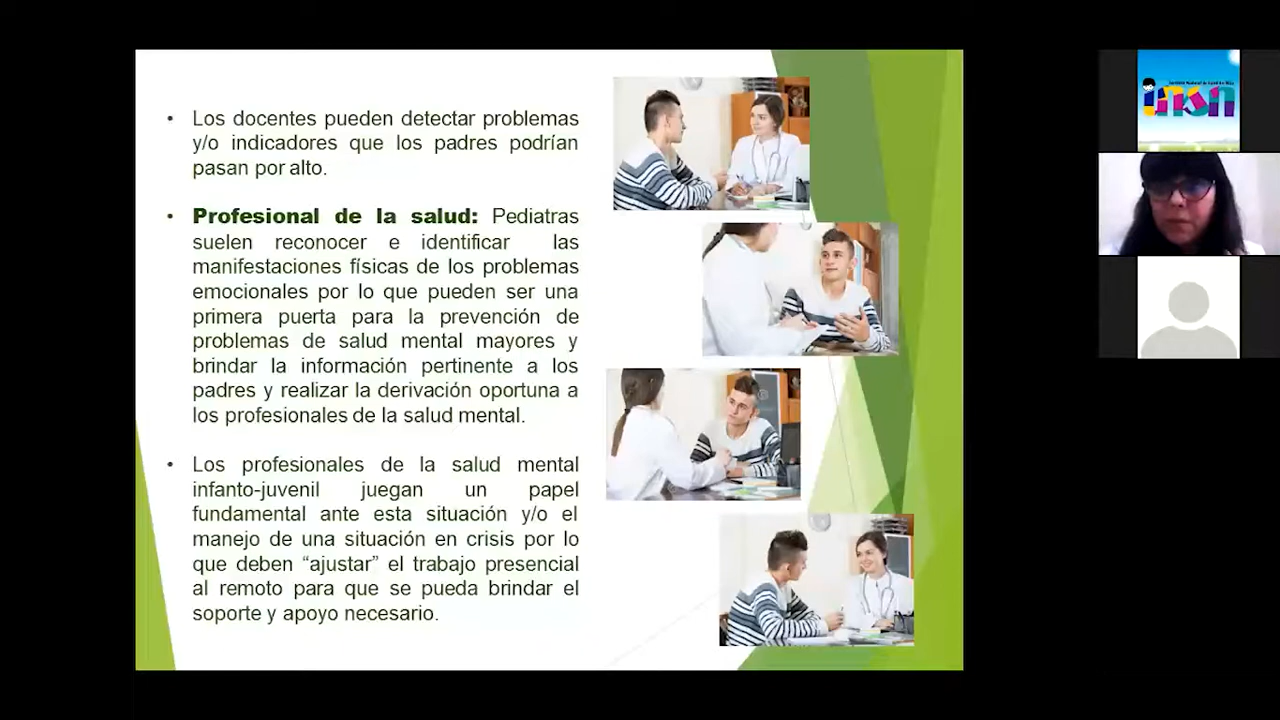 Los docentes pueden detectar problemas
y/o indicadores que los padres podrían
pasan por alto.
Profesional de la salud: Pediatras
suelen reconocer e identificar las
manifestaciones físicas de los problemas
emocionales por lo que pueden ser una
primera puerta para la prevención de
problemas de salud mental mayores y
brindar la información pertinente a los
padres y realizar la derivación oportuna a
los profesionales de la salud mental.
Los profesionales de la salud mental
infanto-juvenil juegan un papel
fundamental ante esta situación y/o el
manejo de una situación en crisis por lo
que deben “ajustar” el trabajo presencial
al remoto para que se pueda brindar el
soporte y apoyo necesario.
insn